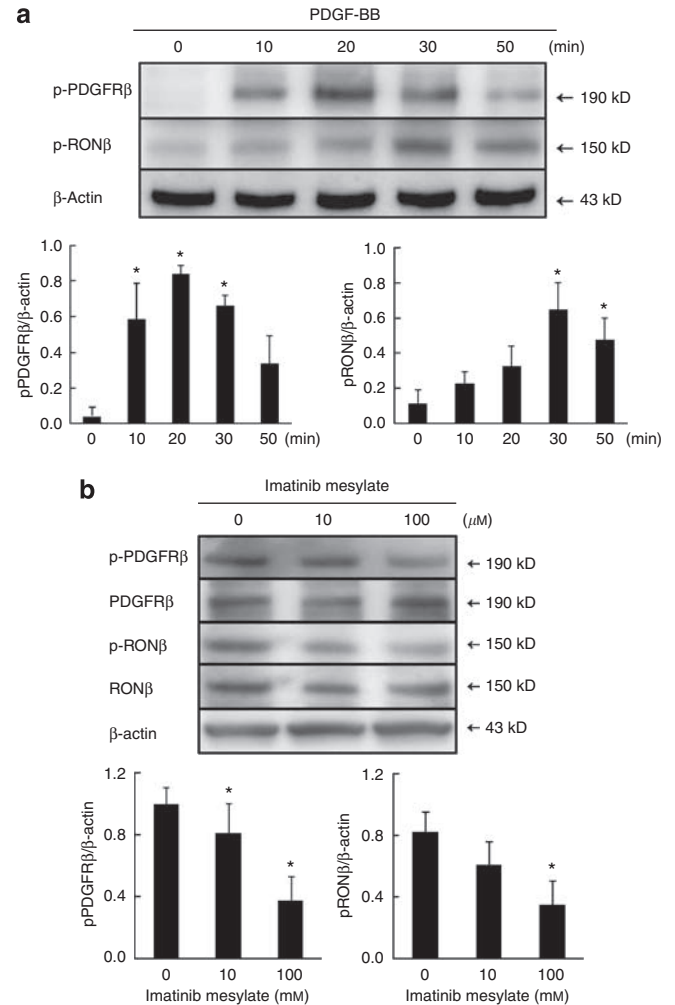 a
PDGF-BB
0 10 20 30 50 (min)
p-PDGFRβ ← 190 kD
p-RONβ ← 150 kD
β-Actin ← 43 kD
pPDGFRβ/β-actin
1.0
0.8
0.6
0.4
0.2
0.0
* * *
0 10 20 30 50 (min)
pRONβ/β-actin
1.0
0.8
0.6
0.4
0.2
0.0
* *
0 10 20 30 50 (min)
b
Imatinib mesylate
0 10 100 (μM)
p-PDGFRβ ← 190 kD
PDGFRβ ← 190 kD
p-RONβ ← 150 kD
RONβ ← 150 kD
β-actin ← 43 kD
pPDGFRβ/β-actin
1.2
0.8
0.4
0.0
* *
0 10 100
Imatinib mesylate (mM)
pRONβ/β-actin
1.2
0.8
0.4
0.0
*
0 10 100
Imatinib mesylate (mM)